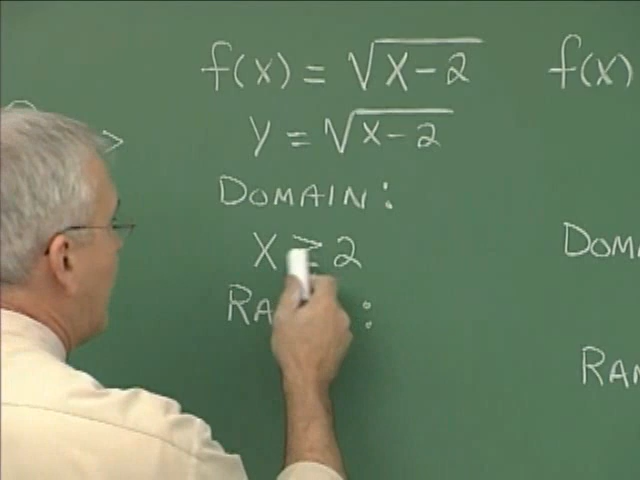 f(x) = √x-2
f(x)
y = √x-2
>
DOMAIN:
x ≥ 2